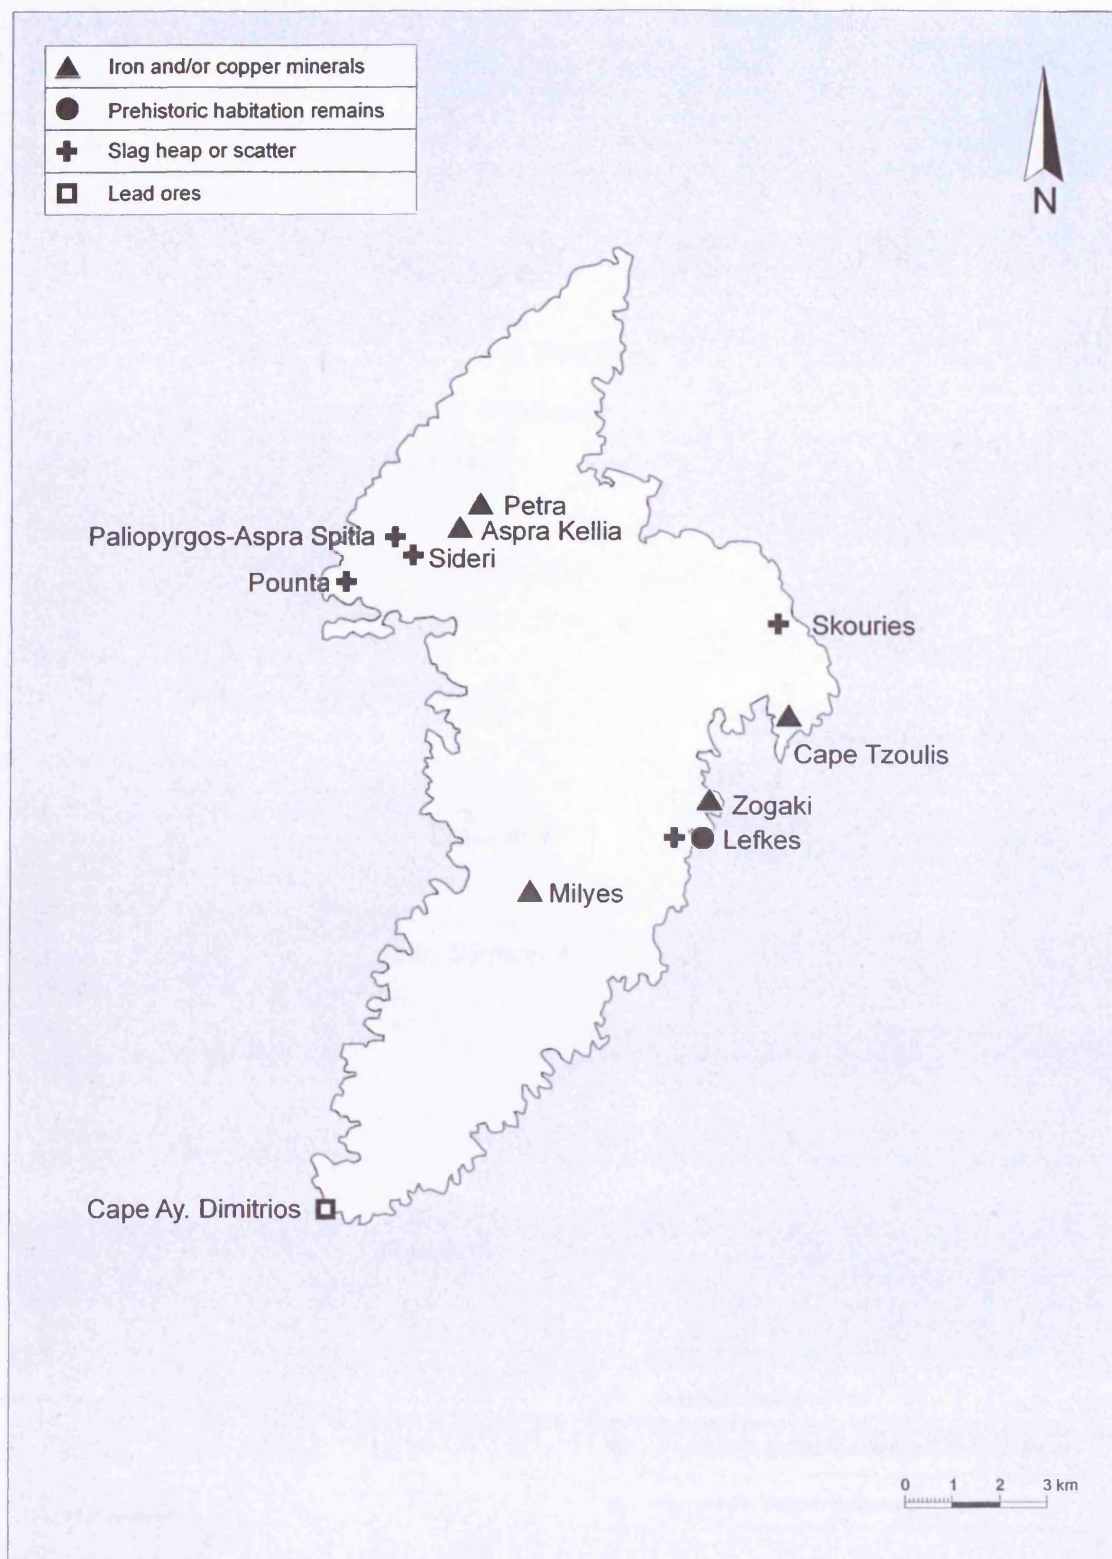 Iron and/or copper minerals
Prehistoric habitation remains
Slag heap or scatter
Lead ores
N
Petra
Aspra Kellia
Paliopyrgos-Aspra Spitia
Sideri
Pounta
Skouries
Cape Tzoulis
Zogaki
Lefkes
Milyes
Cape Ay. Dimitrios
0 1 2 3 km